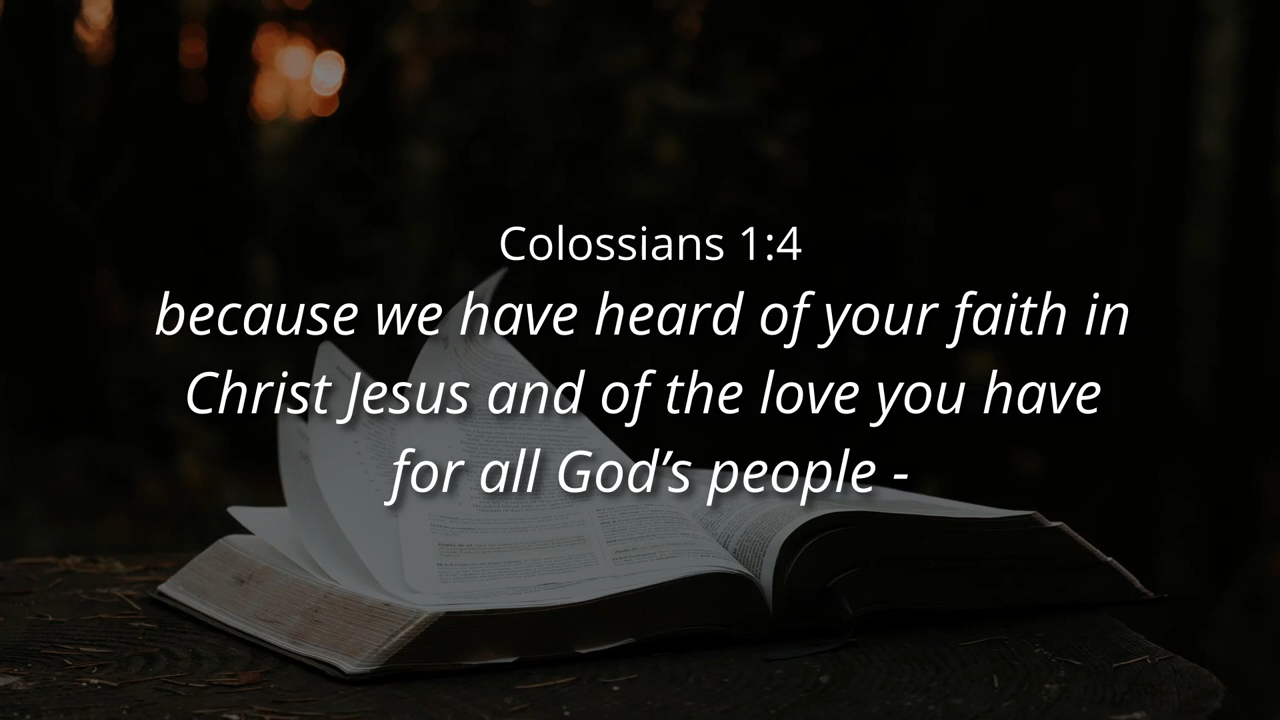 Colossians 1:4
because we have heard of your faith in
Christ Jesus and of the love you have
for all God’s people -